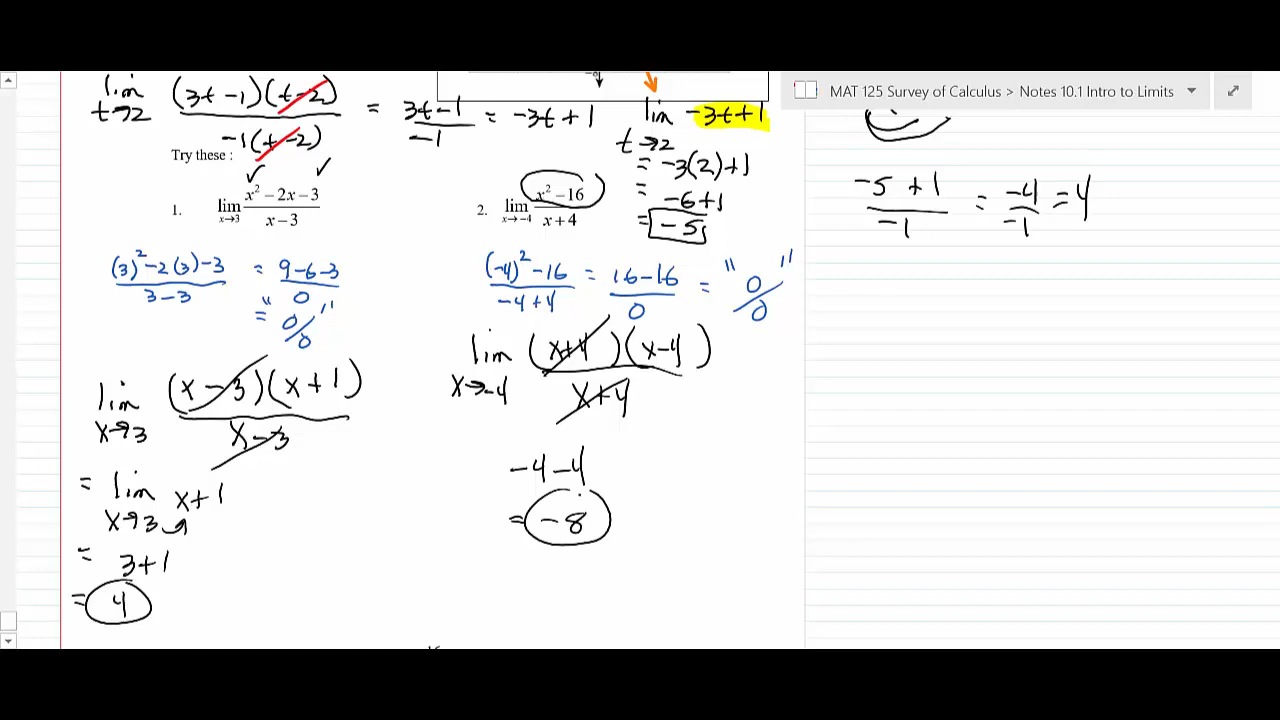 MAT 125 Survey of Calculus > Notes 10.1 Intro to Limits
lim t→2 (3t-1)(t-2) / -1(t-2) = 3t-1 / -1 = -3t+1
lim t→2 -3t+1
= -3(2)+1
= -6+1
= -5
-5+1 / -1 = -4 / -1 = 4
Try these :
1. lim x→3 x²-2x-3 / x-3
(3)²-2(3)-3 / 3-3 = 9-6-3 / 0
= "0/0"
lim x→3 (x-3)(x+1) / x-3
= lim x→3 x+1
= 3+1
= 4
2. lim x→-4 x²-16 / x+4
(-4)²-16 / -4+4 = 16-16 / 0 = "0/0"
lim x→-4 (x+4)(x-4) / x+4
-4-4
= -8